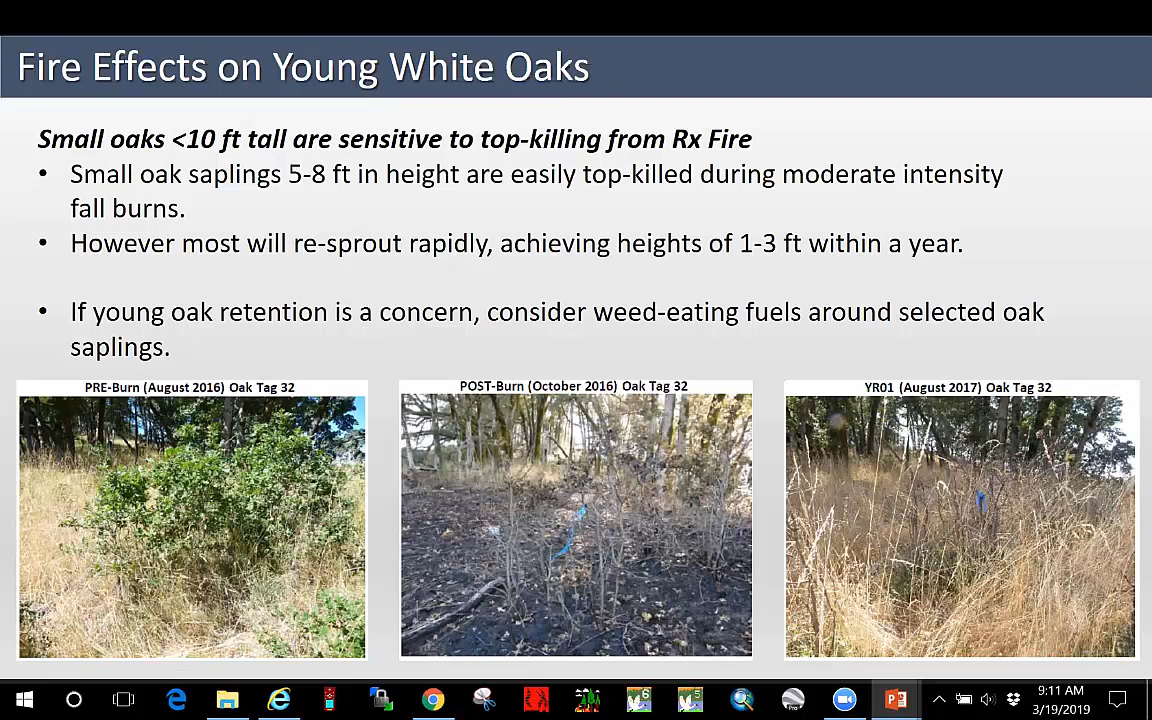 Fire Effects on Young White Oaks
Small oaks <10 ft tall are sensitive to top-killing from Rx Fire
• Small oak saplings 5-8 ft in height are easily top-killed during moderate intensity
fall burns.
• However most will re-sprout rapidly, achieving heights of 1-3 ft within a year.
• If young oak retention is a concern, consider weed-eating fuels around selected oak
saplings.
PRE-Burn (August 2016) Oak Tag 32
POST-Burn (October 2016) Oak Tag 32
YR01 (August 2017) Oak Tag 32
6
5
Pro
9:11 AM
3/19/2019